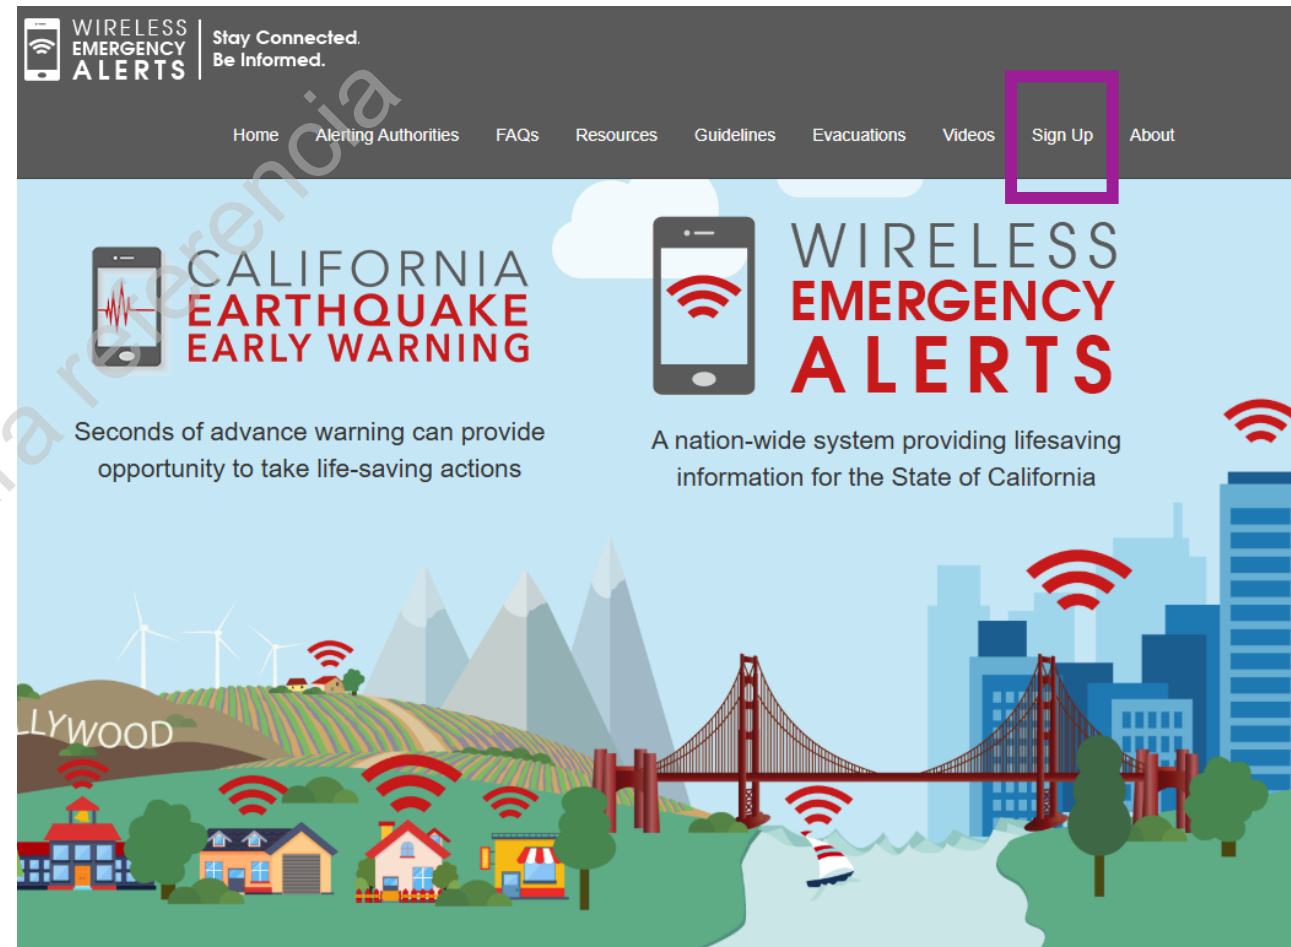 WIRELESS
EMERGENCY
ALERTS
Stay Connected.
Be Informed.
Home Alerting Authorities FAQs Resources Guidelines Evacuations Videos Sign Up About
CALIFORNIA
EARTHQUAKE
EARLY WARNING
Seconds of advance warning can provide
opportunity to take life-saving actions
WIRELESS
EMERGENCY
ALERTS
A nation-wide system providing lifesaving
information for the State of California
LLYWOOD
referencia